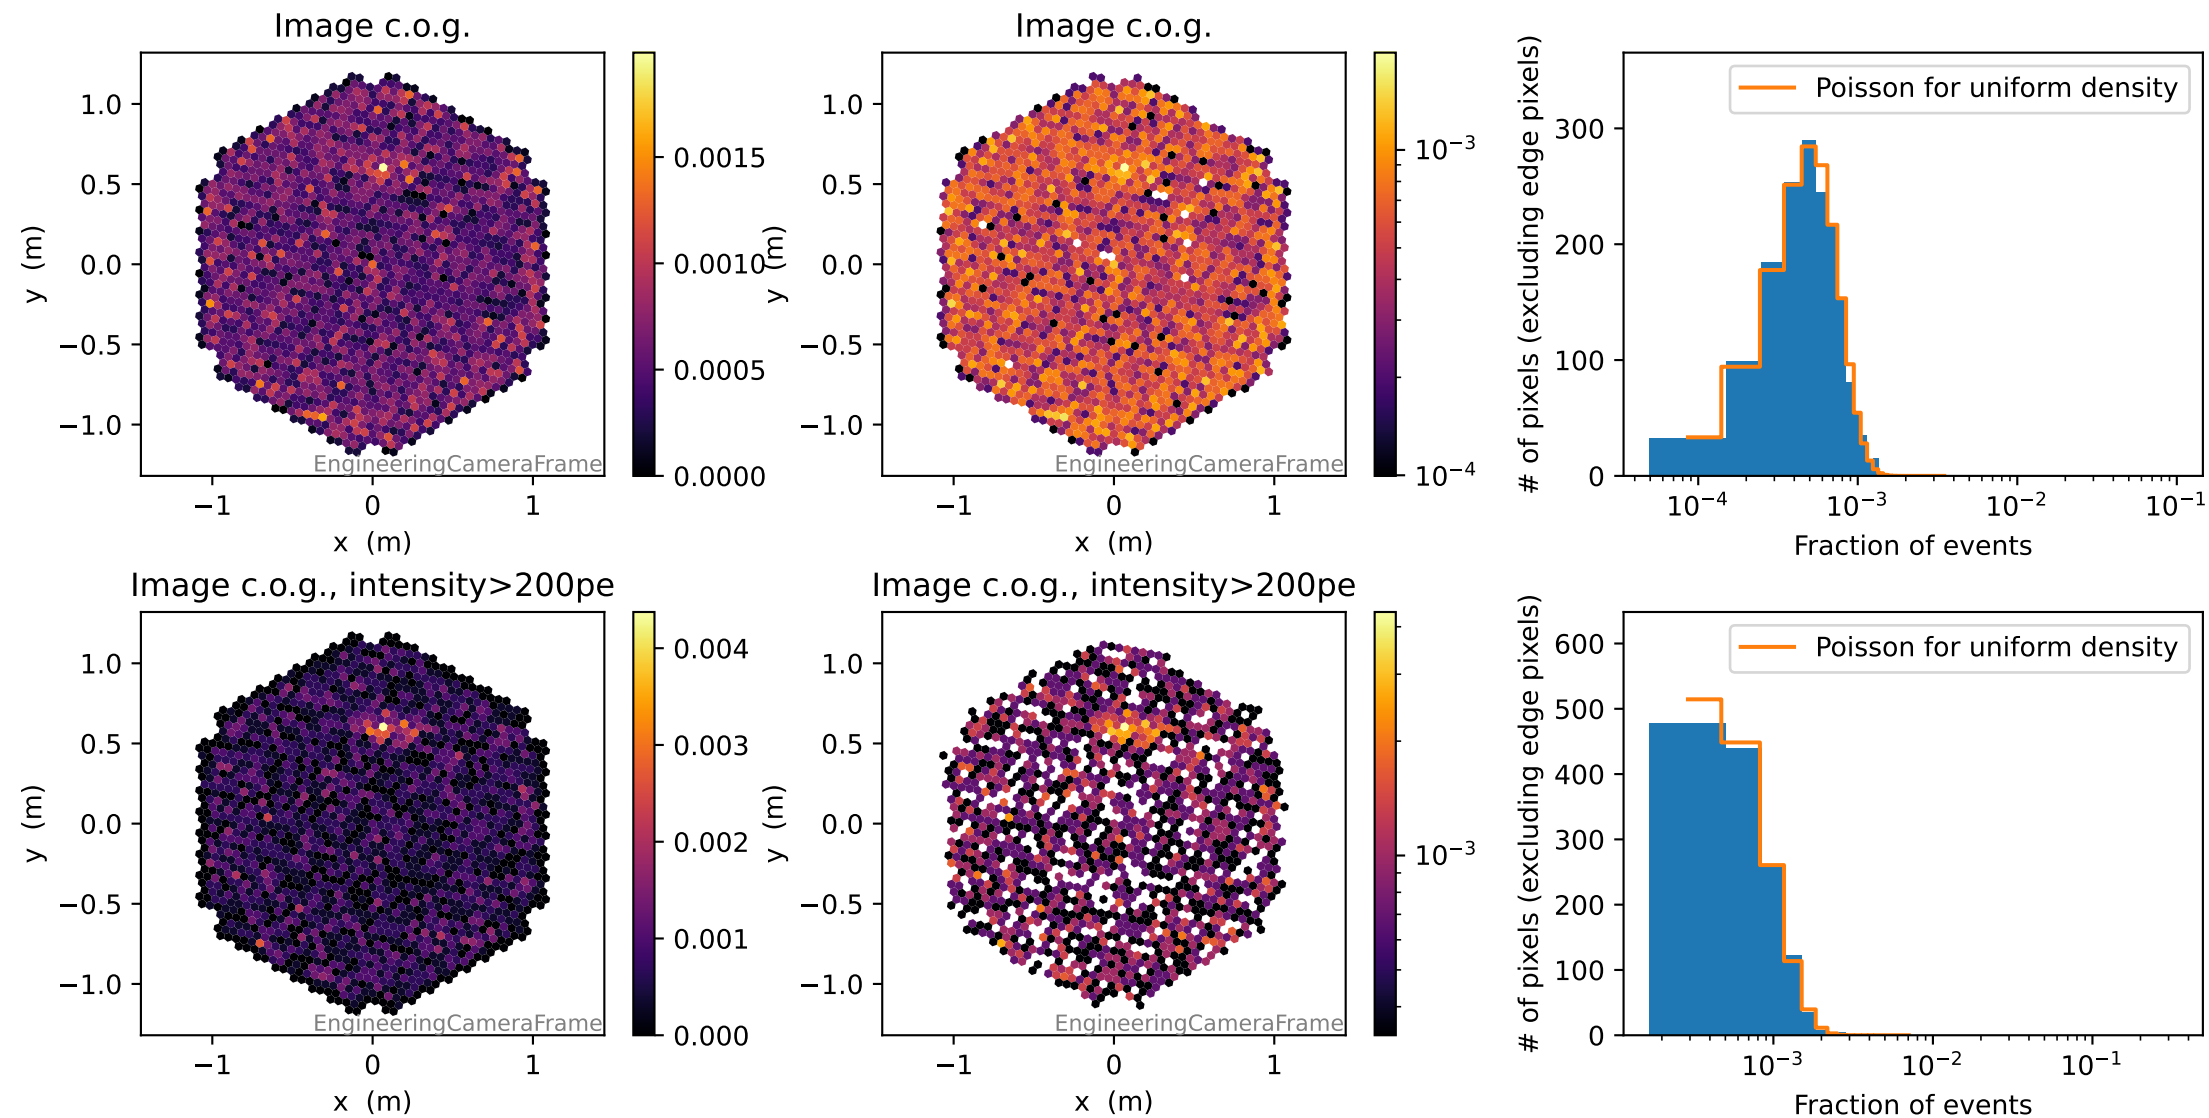 Image c.o.g.
1.0
0.5
0.0
−0.5
−1.0
y (m)
−1
0
1
x (m)
EngineeringCameraFrame
0.0015
0.0010
0.0005
0.0000
Image c.o.g.
1.0
0.5
0.0
−0.5
−1.0
y (m)
−1
0
1
x (m)
EngineeringCameraFrame
10⁻³
10⁻⁴
Poisson for uniform density
# of pixels (excluding edge pixels)
300
200
100
0
10⁻⁴
10⁻³
10⁻²
10⁻¹
Fraction of events
Image c.o.g., intensity>200pe
1.0
0.5
0.0
−0.5
−1.0
y (m)
−1
0
1
x (m)
EngineeringCameraFrame
0.004
0.003
0.002
0.001
0.000
Image c.o.g., intensity>200pe
1.0
0.5
0.0
−0.5
−1.0
y (m)
−1
0
1
x (m)
EngineeringCameraFrame
10⁻³
Poisson for uniform density
# of pixels (excluding edge pixels)
600
500
400
300
200
100
0
10⁻³
10⁻²
10⁻¹
Fraction of events